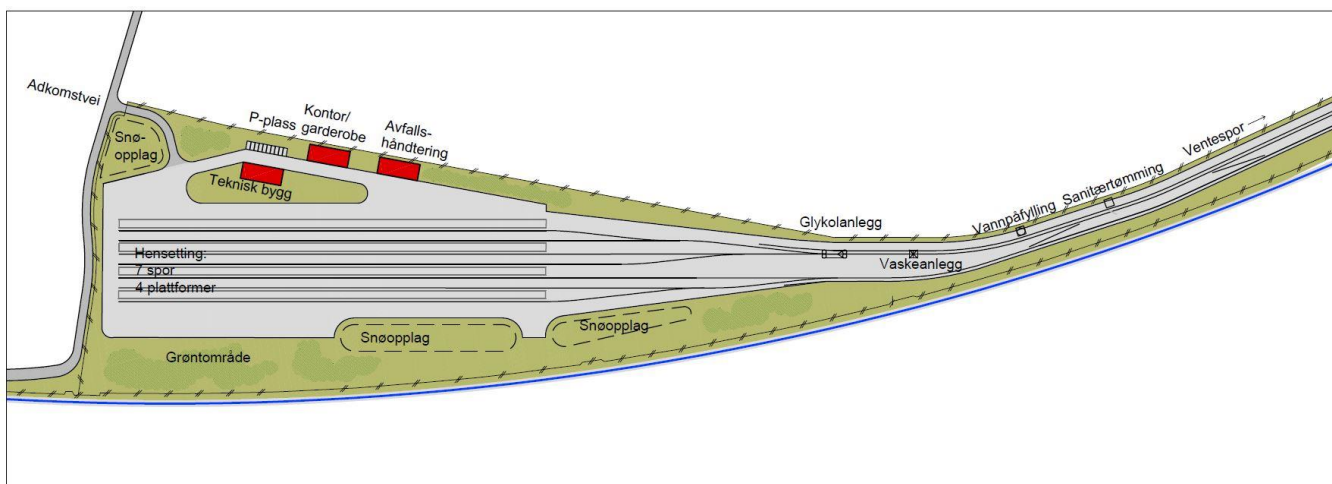 Adkomstvei
Snø-
opplag
P-plass
Kontor/
garderobe
Avfalls-
håndtering
Teknisk bygg
Hensetting:
7 spor
4 plattformer
Grøntområde
Snøopplag
Snøopplag
Glykolanlegg
Vaskeanlegg
Vannpåfylling
Sanitærtømming
Ventespor →